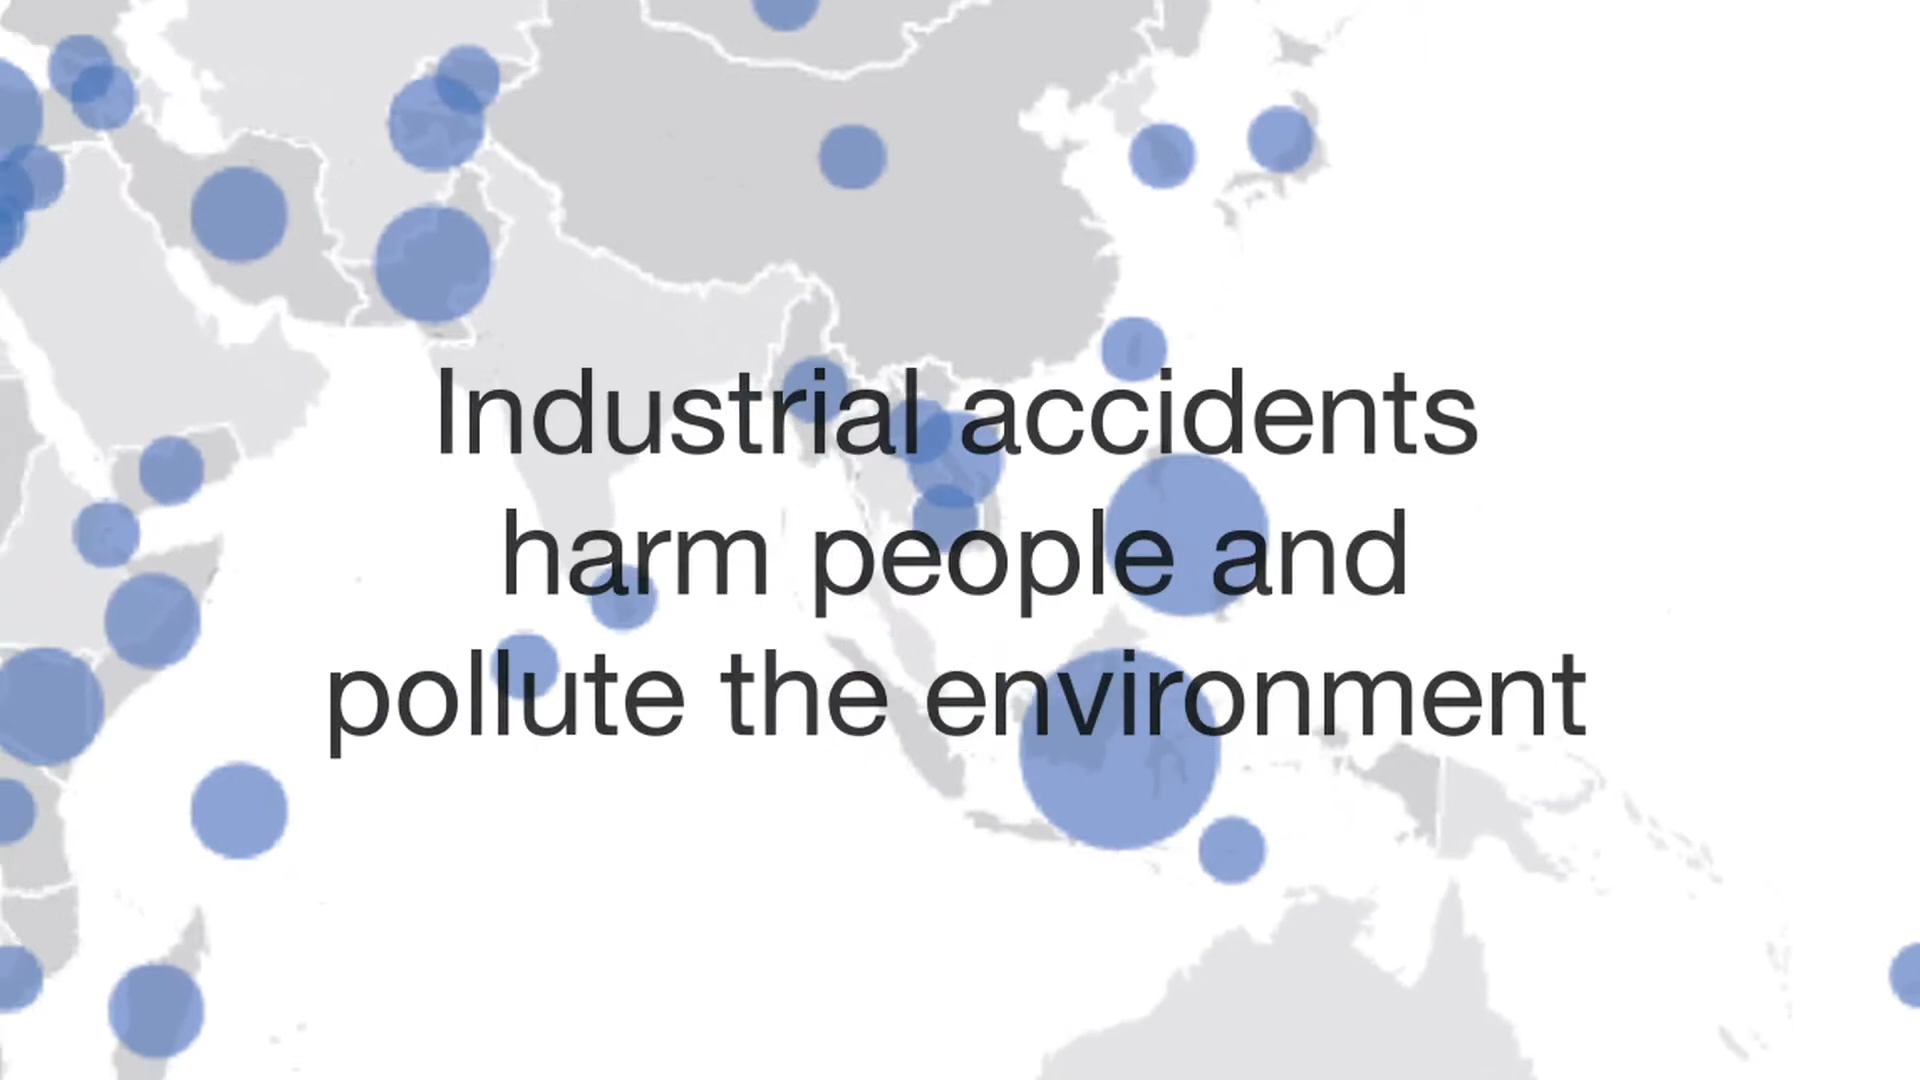 Industrial accidents
harm people and
pollute the environment